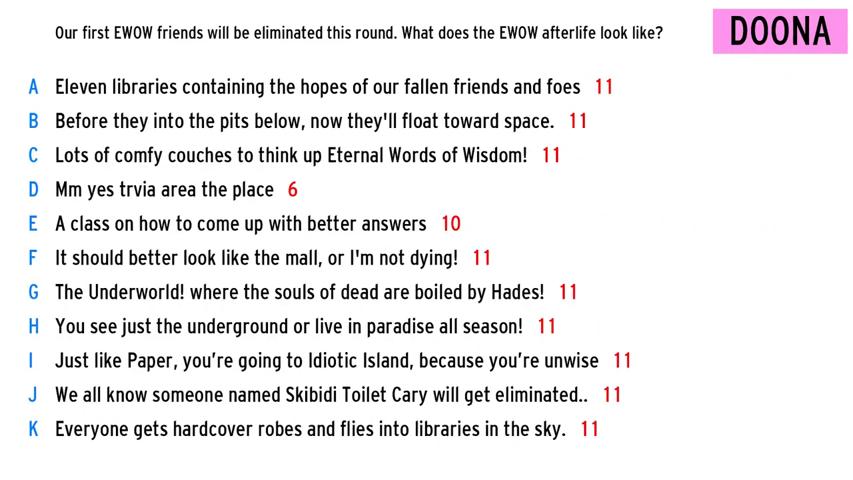 Our first EWOW friends will be eliminated this round. What does the EWOW afterlife look like?
DOONA
A Eleven libraries containing the hopes of our fallen friends and foes 11
B Before they into the pits below, now they'll float toward space. 11
C Lots of comfy couches to think up Eternal Words of Wisdom! 11
D Mm yes trvia area the place 6
E A class on how to come up with better answers 10
F It should better look like the mall, or I'm not dying! 11
G The Underworld! where the souls of dead are boiled by Hades! 11
H You see just the underground or live in paradise all season! 11
I Just like Paper, you’re going to Idiotic Island, because you’re unwise 11
J We all know someone named Skibidi Toilet Cary will get eliminated.. 11
K Everyone gets hardcover robes and flies into libraries in the sky. 11